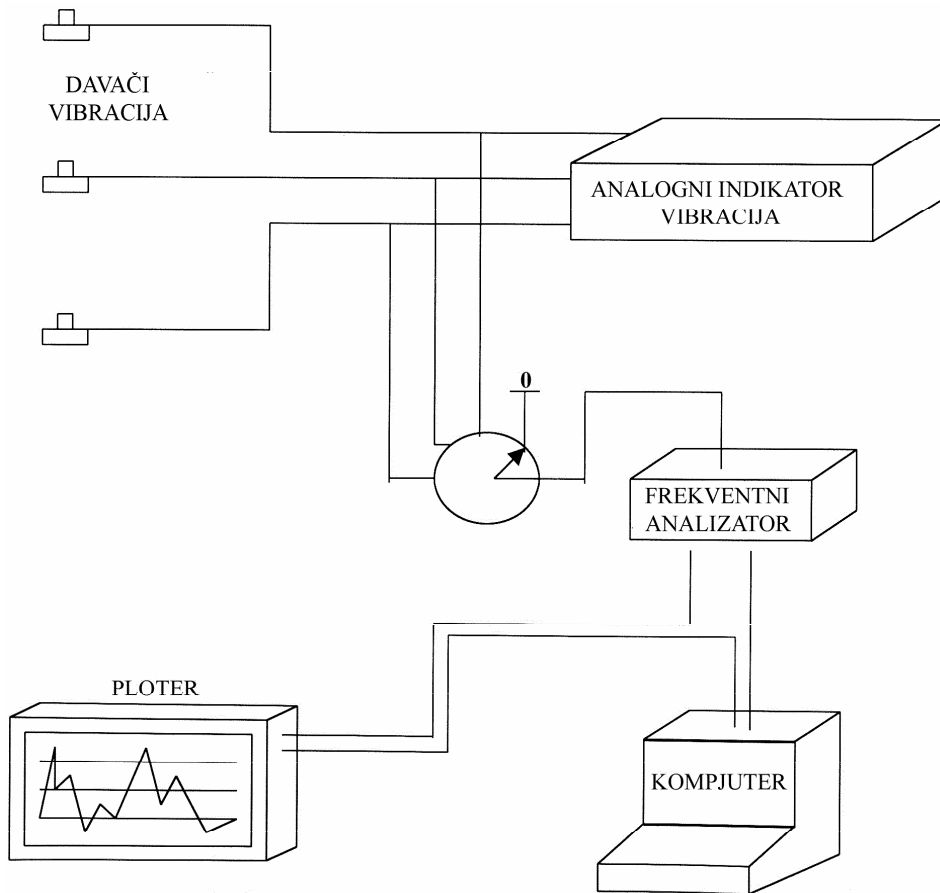 DAVAČI
VIBRACIJA
ANALOGNI INDIKATOR
VIBRACIJA
0
FREKVENTNI
ANALIZATOR
PLOTER
KOMPJUTER